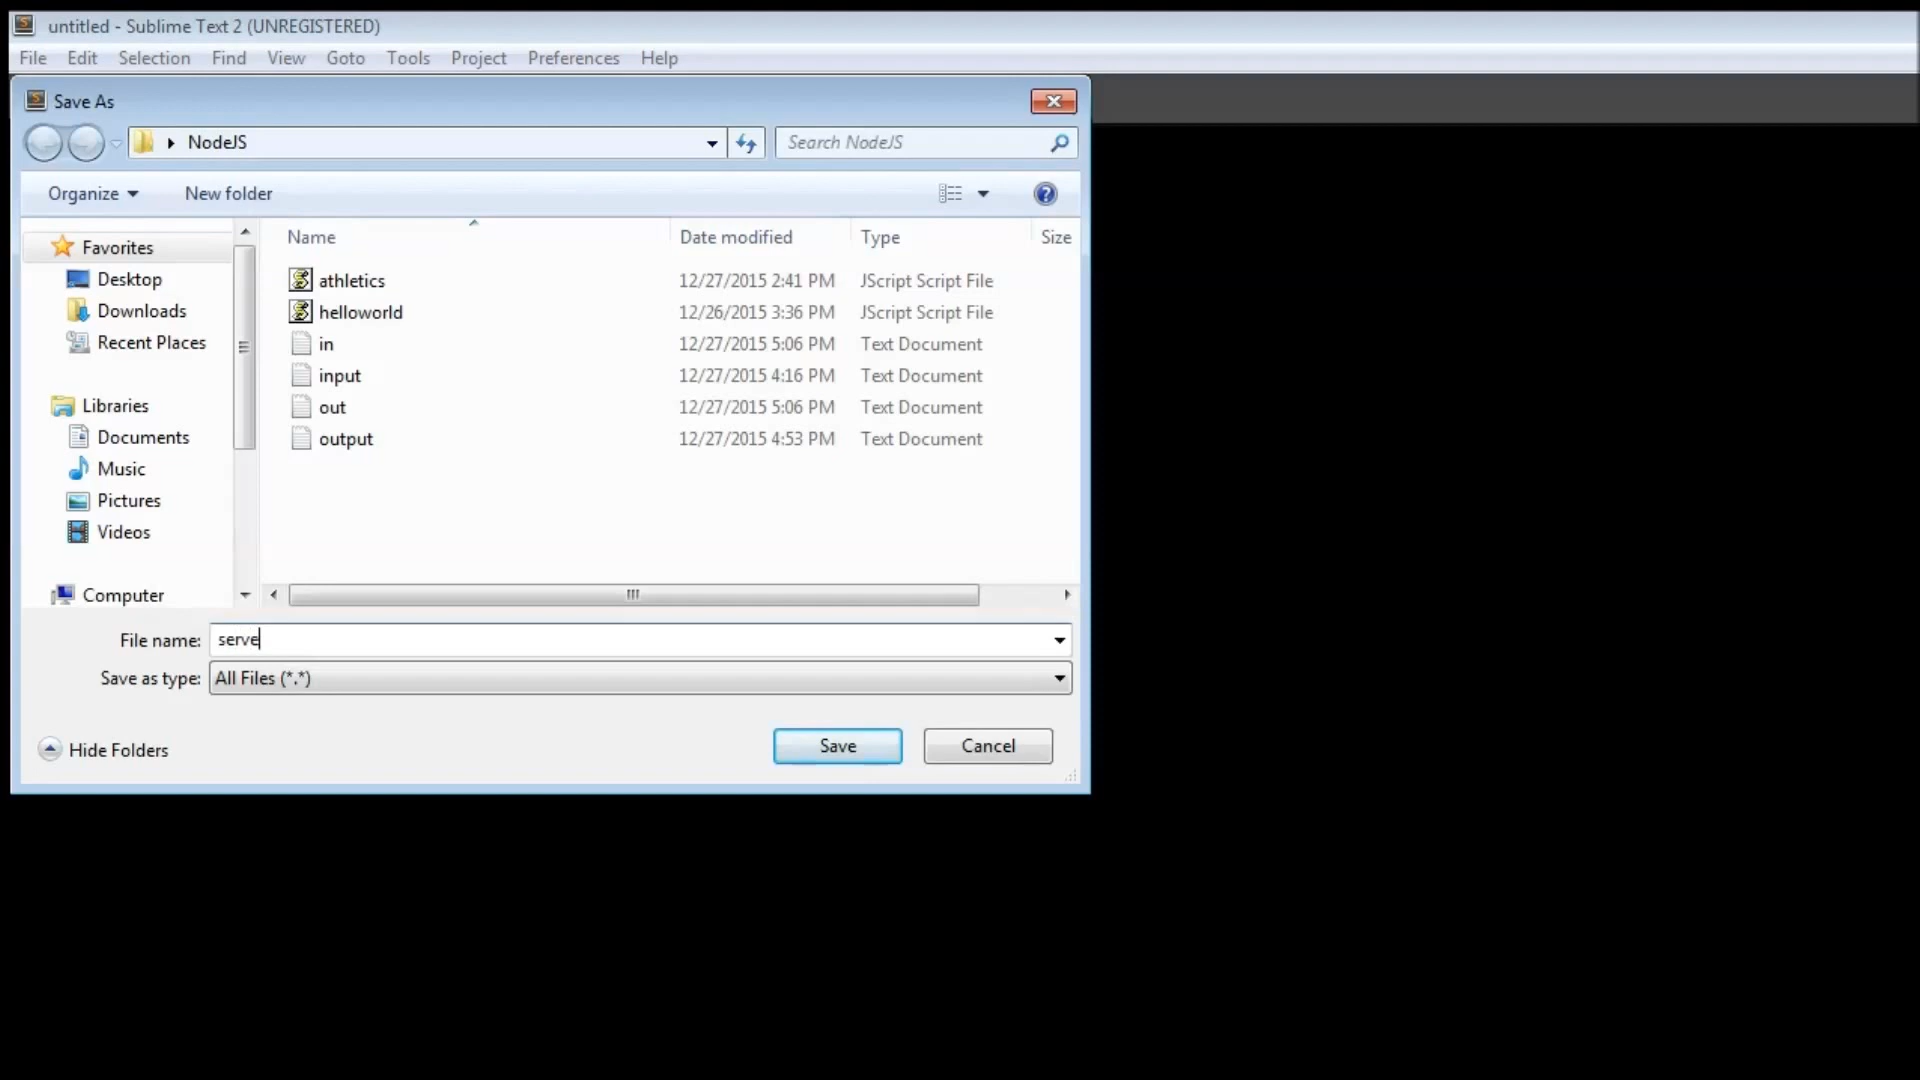 untitled - Sublime Text 2 (UNREGISTERED)
File Edit Selection Find View Goto Tools Project Preferences Help
Save As
NodeJS
Search NodeJS
Organize
New folder
Favorites
Desktop
Downloads
Recent Places
Libraries
Documents
Music
Pictures
Videos
Computer
Name Date modified Type Size
athletics 12/27/2015 2:41 PM JScript Script File
helloworld 12/26/2015 3:36 PM JScript Script File
in 12/27/2015 5:06 PM Text Document
input 12/27/2015 4:16 PM Text Document
out 12/27/2015 5:06 PM Text Document
output 12/27/2015 4:53 PM Text Document
File name: serve
Save as type: All Files (*.*)
Hide Folders
Save
Cancel